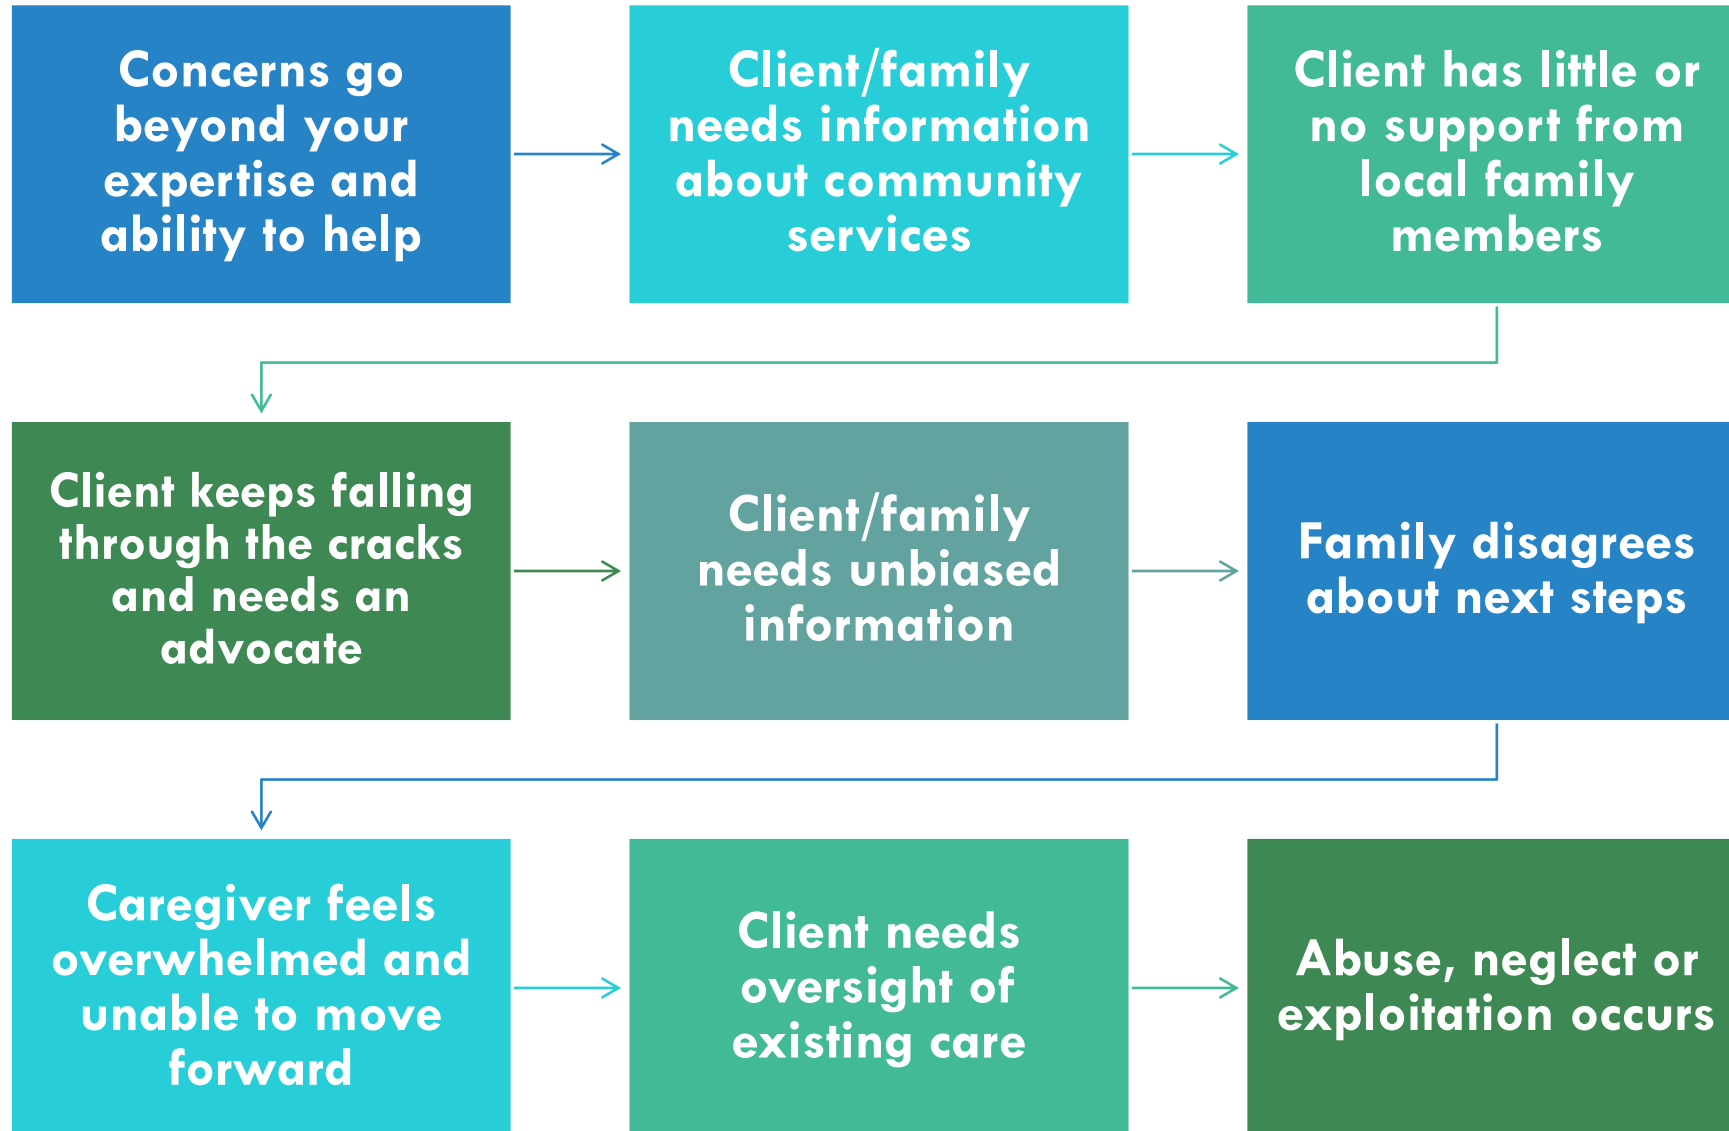 Concerns go
beyond your
expertise and
ability to help
Client/family
needs information
about community
services
Client has little or
no support from
local family
members
Client keeps falling
through the cracks
and needs an
advocate
Client/family
needs unbiased
information
Family disagrees
about next steps
Caregiver feels
overwhelmed and
unable to move
forward
Client needs
oversight of
existing care
Abuse, neglect or
exploitation occurs